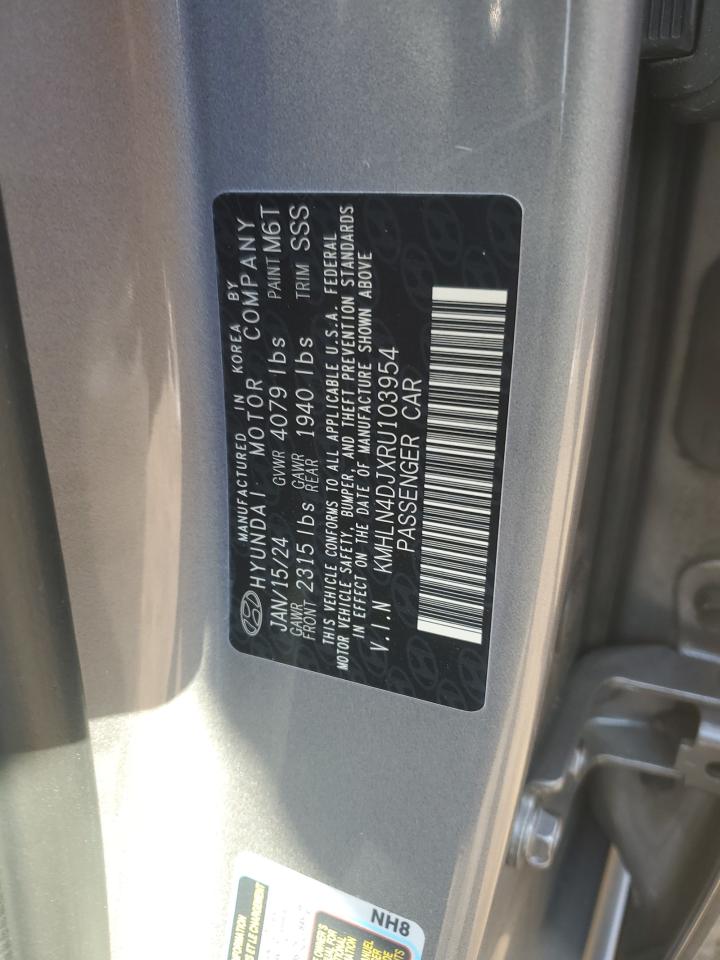 MANUFACTURED IN KOREA BY
HYUNDAI MOTOR COMPANY
JAN/15/24 GVWR 4079 lbs PAINT M6T
GAWR FRONT 2315 lbs GAWR REAR 1940 lbs TRIM SSS
THIS VEHICLE CONFORMS TO ALL APPLICABLE U.S.A. FEDERAL
MOTOR VEHICLE SAFETY, BUMPER, AND THEFT PREVENTION STANDARDS
IN EFFECT ON THE DATE OF MANUFACTURE SHOWN ABOVE
V.I.N KMHLN4DJXRU103954
PASSENGER CAR
NH8